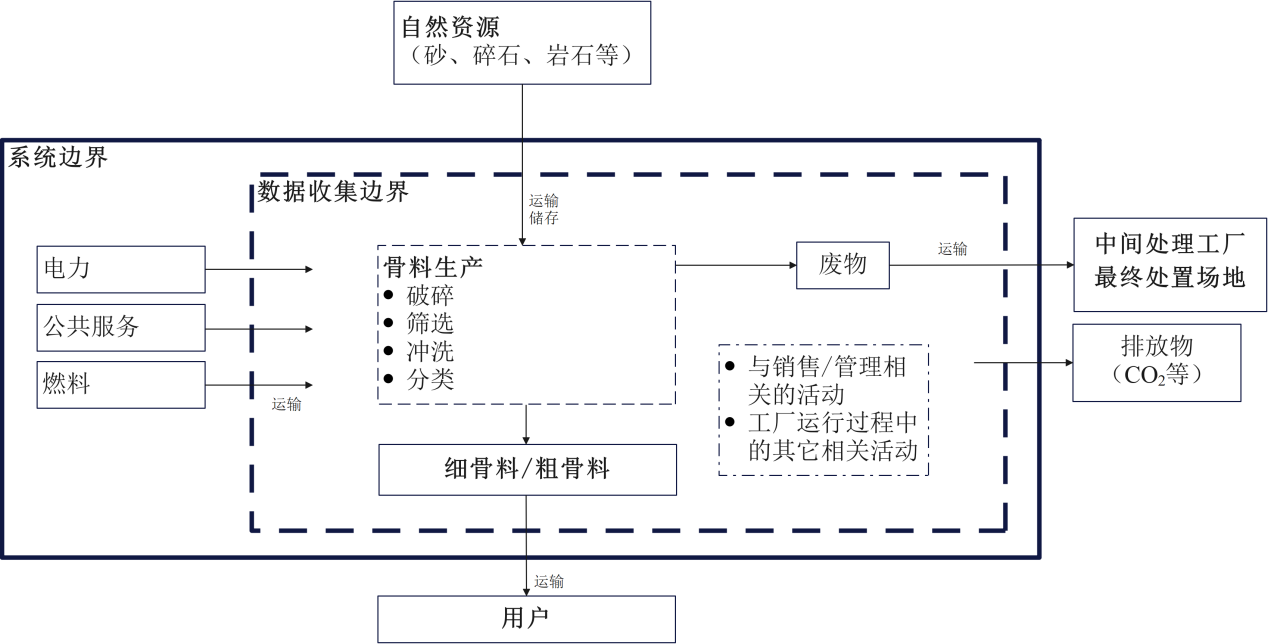 自然资源
（砂、碎石、岩石等）
系统边界
数据收集边界
运输
储存
电力
公共服务
燃料
运输
骨料生产
● 破碎
● 筛选
● 冲洗
● 分类
废物
运输
中间处理工厂
最终处置场地
排放物
（CO₂等）
● 与销售/管理相
关的活动
● 工厂运行过程中
的其它相关活动
细骨料/粗骨料
运输
用户